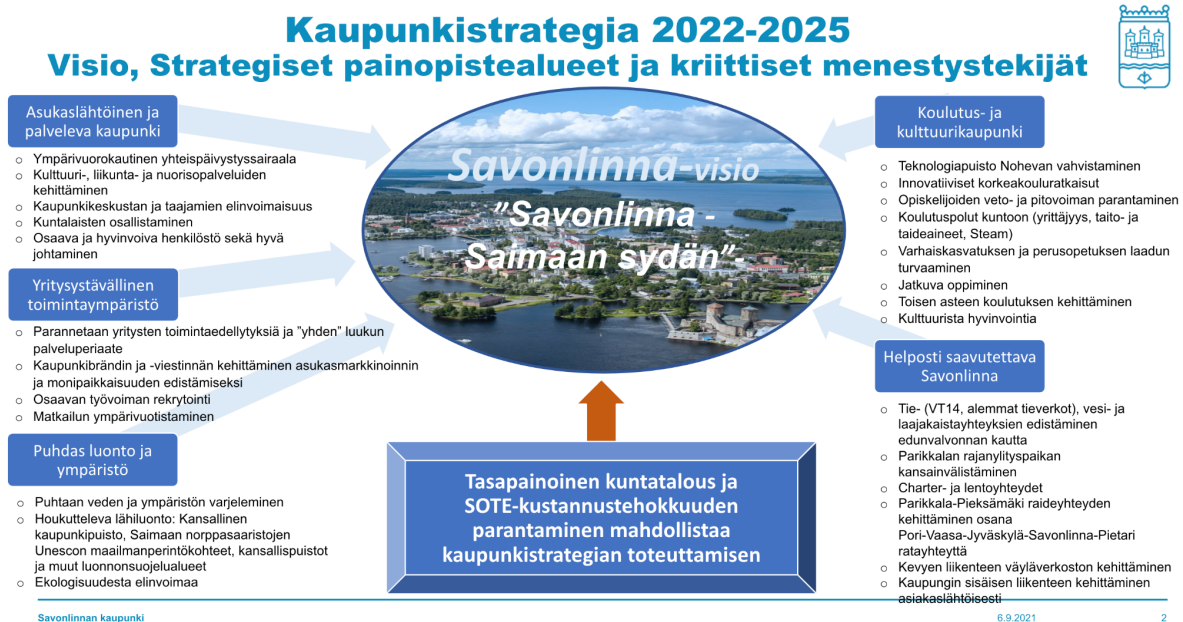 Kaupunkistrategia 2022-2025
Visio, Strategiset painopistealueet ja kriittiset menestystekijät
Asukaslähtöinen ja
palveleva kaupunki
o Ympärivuorokautinen yhteispäivystyssairaala
o Kulttuuri-, liikunta- ja nuorisopalveluiden
kehittäminen
o Kaupunkikeskustan ja taajamien elinvoimaisuus
o Kuntalaisten osallistaminen
o Osaava ja hyvinvoiva henkilöstö sekä hyvä
johtaminen
Yritysystävällinen
toimintaympäristö
o Parannetaan yritysten toimintaedellytyksiä ja ”yhden” luukun
palveluperiaate
o Kaupunkibrändin ja -viestinnän kehittäminen asukasmarkkinoinnin
ja monipaikkaisuuden edistämiseksi
o Osaavan työvoiman rekrytointi
o Matkailun ympärivuotistaminen
Puhdas luonto ja
ympäristö
o Puhtaan veden ja ympäristön varjeleminen
o Houkutteleva lähiluonto: Kansallinen
kaupunkipuisto, Saimaan norppasaaristojen
Unescon maailmanperintökohteet, kansallispuistot
ja muut luonnonsuojelualueet
o Ekologisuudesta elinvoimaa
Savonlinna-visio
”Savonlinna -
Saimaan sydän”-
Tasapainoinen kuntatalous ja
SOTE-kustannustehokkuuden
parantaminen mahdollistaa
kaupunkistrategian toteuttamisen
Koulutus- ja
kulttuurikaupunki
o Teknologiapuisto Nohevan vahvistaminen
o Innovatiiviset korkeakouluratkaisut
o Opiskelijoiden veto- ja pitovoiman parantaminen
o Koulutuspolut kuntoon (yrittäjyys, taito- ja
taideaineet, Steam)
o Varhaiskasvatuksen ja perusopetuksen laadun
turvaaminen
o Jatkuva oppiminen
o Toisen asteen koulutuksen kehittäminen
o Kulttuurista hyvinvointia
Helposti saavutettava
Savonlinna
o Tie- (VT14, alemmat tieverkot), vesi- ja
laajakaistayhteyksien edistäminen
edunvalvonnan kautta
o Parikkalan rajanylityspaikan
kansainvälistäminen
o Charter- ja lentoyhteydet
o Parikkala-Pieksämäki raideyhteyden
kehittäminen osana
Pori-Vaasa-Jyväskylä-Savonlinna-Pietari
ratayhteyttä
o Kevyen liikenteen väyläverkoston kehittäminen
o Kaupungin sisäisen liikenteen kehittäminen
asiakaslähtöisesti
Savonlinnan kaupunki
6.9.2021
2